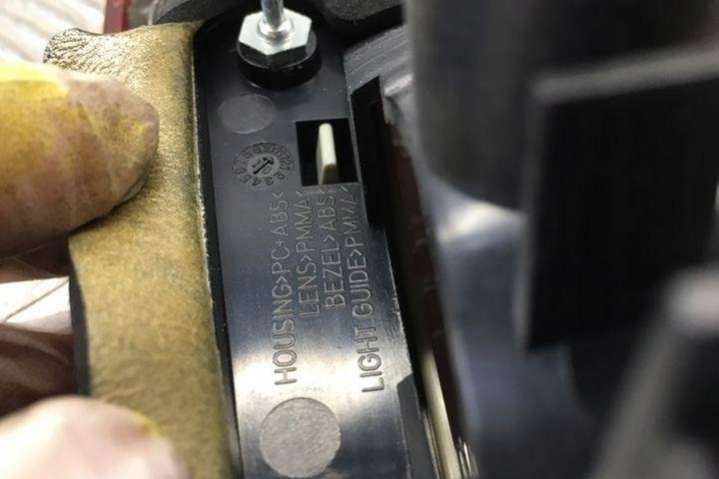 HOUSING>PC+ABS<
LENS>PMMA<
BEZEL>ABS<
LIGHT GUIDE>PMMA<